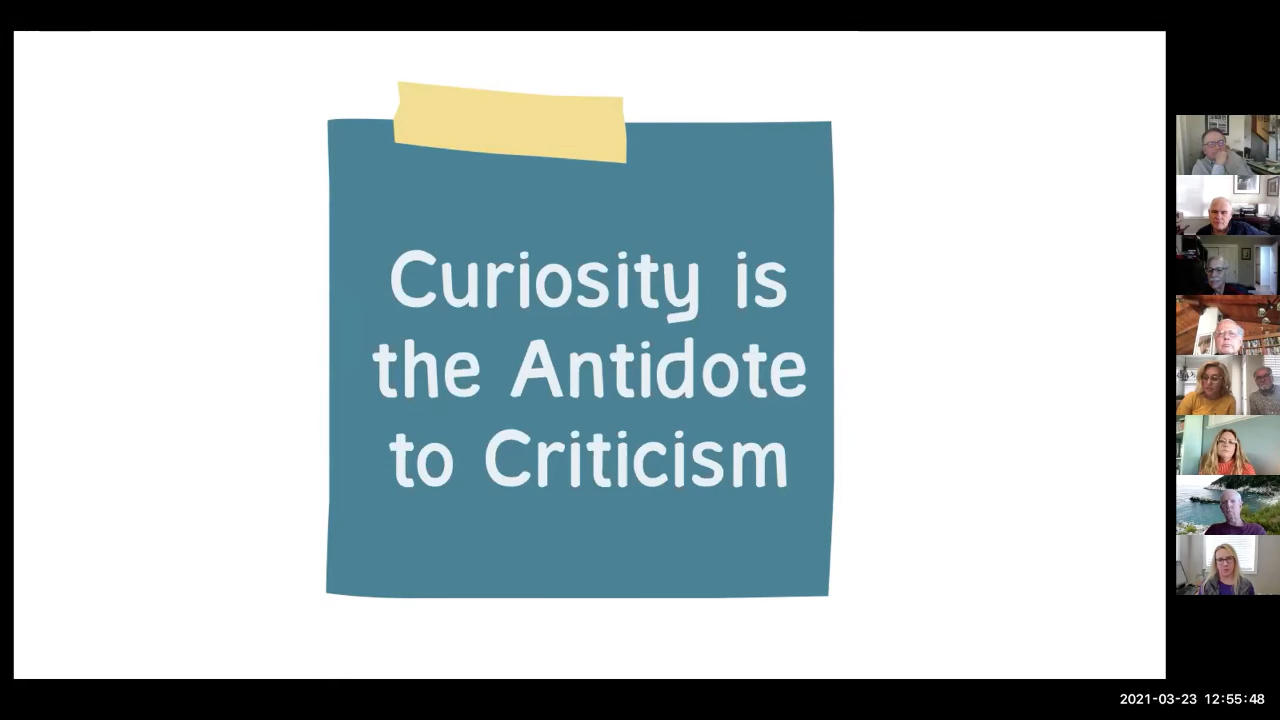 Curiosity is
the Antidote
to Criticism
2021-03-23 12:55:48